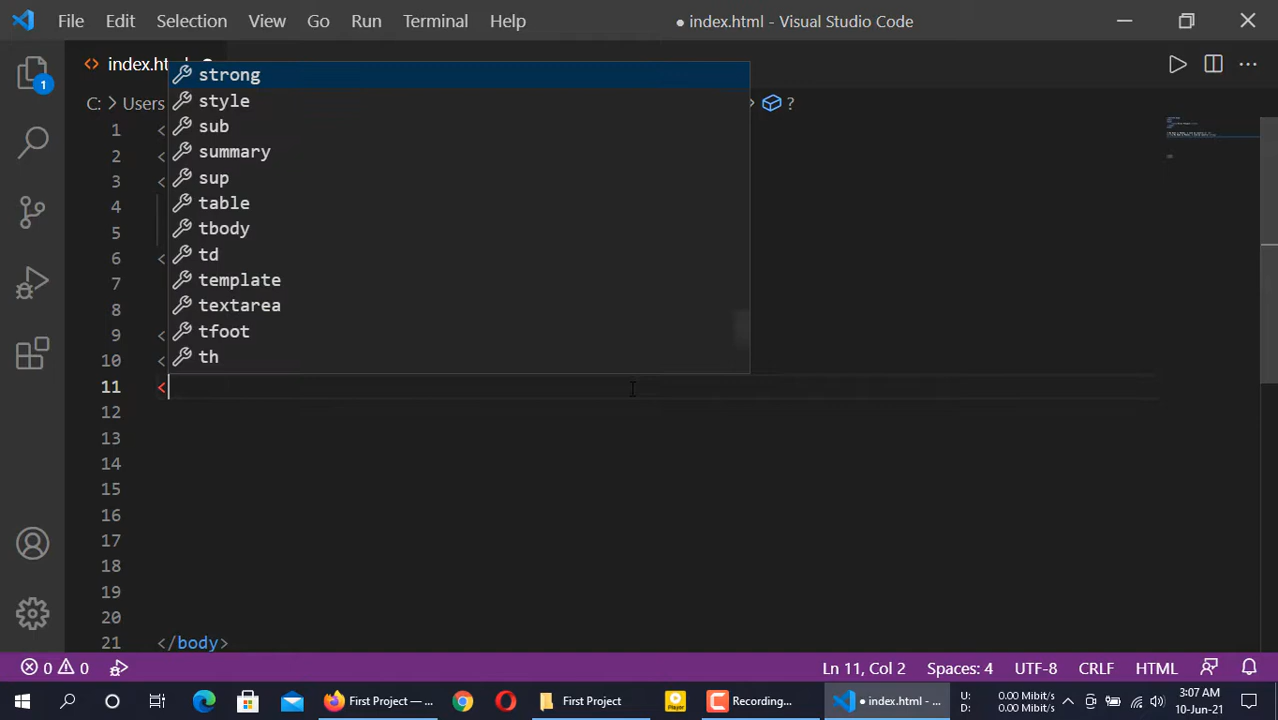 File Edit Selection View Go Run Terminal Help ● index.html - Visual Studio Code
1
index.ht
C: > Users > ?
strong
style
sub
summary
sup
table
tbody
td
template
textarea
tfoot
th
1 <
2 <
3 <
4
5
6 <
7
8
9 <
10 <
11 <
12
13
14
15
16
17
18
19
20
21 </body>
0 0 Ln 11, Col 2 Spaces: 4 UTF-8 CRLF HTML
First Project — ... First Project Player Recording... ● index.html - ... U: 0.00 Mibit/s 3:07 AM
D: 0.00 Mibit/s 10-Jun-21